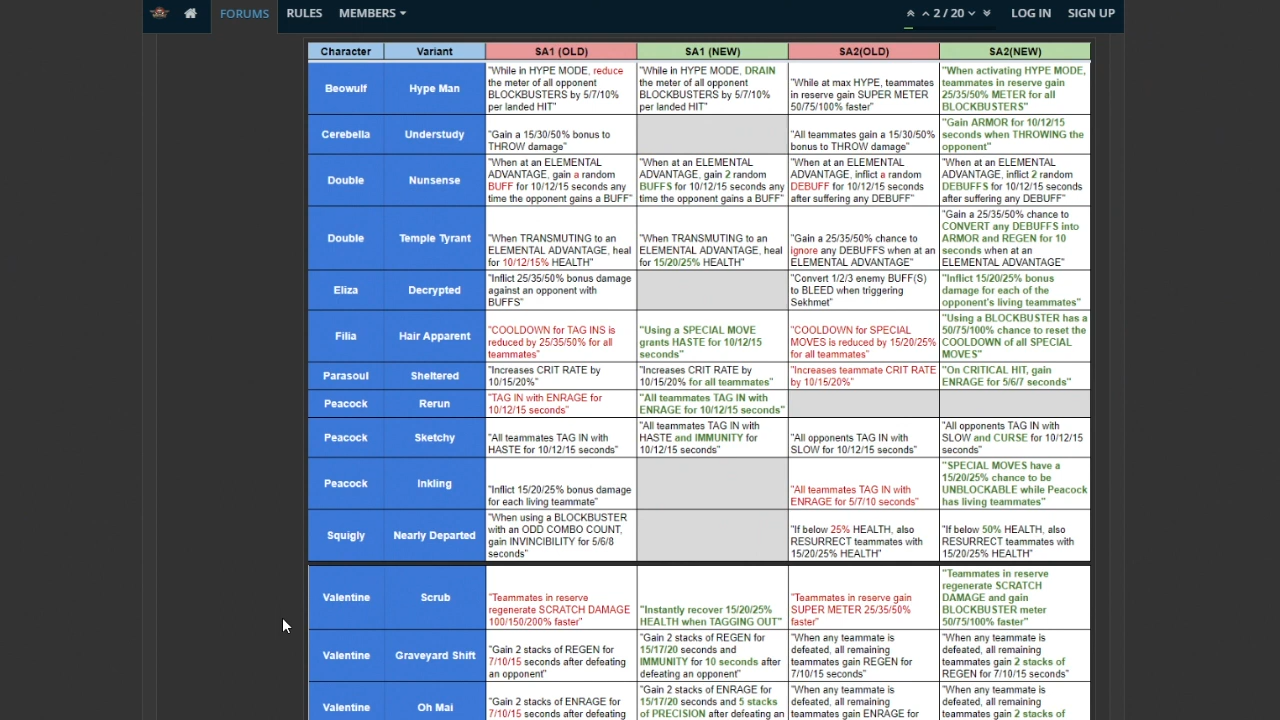 FORUMS RULES MEMBERS 2 / 20 LOG IN SIGN UP
Character Variant SA1 (OLD) SA1 (NEW) SA2(OLD) SA2(NEW)
Beowulf
Hype Man
"While in HYPE MODE, reduce
the meter of all opponent
BLOCKBUSTERS by 5/7/10%
per landed HIT"
"While in HYPE MODE, DRAIN
the meter of all opponent
BLOCKBUSTERS by 5/7/10%
per landed HIT"
"While at max HYPE, teammates
in reserve gain SUPER METER
50/75/100% faster"
"When activating HYPE MODE,
teammates in reserve gain
25/35/50% METER for all
BLOCKBUSTERS"
Cerebella
Understudy
"Gain a 15/30/50% bonus to
THROW damage"
"All teammates gain a 15/30/50%
bonus to THROW damage"
"Gain ARMOR for 10/12/15
seconds when THROWING the
opponent"
Double
Nunsense
"When at an ELEMENTAL
ADVANTAGE, gain a random
BUFF for 10/12/15 seconds any
time the opponent gains a BUFF"
"When at an ELEMENTAL
ADVANTAGE, gain 2 random
BUFFS for 10/12/15 seconds any
time the opponent gains a BUFF"
"When at an ELEMENTAL
ADVANTAGE, inflict a random
DEBUFF for 10/12/15 seconds
after suffering any DEBUFF"
"When at an ELEMENTAL
ADVANTAGE, inflict 2 random
DEBUFFS for 10/12/15 seconds
after suffering any DEBUFF"
Double
Temple Tyrant
"When TRANSMUTING to an
ELEMENTAL ADVANTAGE, heal
for 10/12/15% HEALTH"
"When TRANSMUTING to an
ELEMENTAL ADVANTAGE, heal
for 15/20/25% HEALTH"
"Gain a 25/35/50% chance to
ignore any DEBUFFS when at an
ELEMENTAL ADVANTAGE"
"Gain a 25/35/50% chance to
CONVERT any DEBUFFS into
ARMOR and REGEN for 10
seconds when at an
ELEMENTAL ADVANTAGE"
Eliza
Decrypted
"Inflict 25/35/50% bonus damage
against an opponent with
BUFFS"
"Convert 1/2/3 enemy BUFF(S)
to BLEED when triggering
Sekhmet"
"Inflict 15/20/25% bonus
damage for each of the
opponent's living teammates"
Filia
Hair Apparent
"COOLDOWN for TAG INS is
reduced by 25/35/50% for all
teammates"
"Using a SPECIAL MOVE
grants HASTE for 10/12/15
seconds"
"COOLDOWN for SPECIAL
MOVES is reduced by 15/20/25%
for all teammates"
"Using a BLOCKBUSTER has a
50/75/100% chance to reset the
COOLDOWN of all SPECIAL
MOVES"
Parasoul
Sheltered
"Increases CRIT RATE by
10/15/20%"
"Increases CRIT RATE by
10/15/20% for all teammates"
"Increases teammate CRIT RATE
by 10/15/20%"
"On CRITICAL HIT, gain
ENRAGE for 5/6/7 seconds"
Peacock
Rerun
"TAG IN with ENRAGE for
10/12/15 seconds"
"All teammates TAG IN with
ENRAGE for 10/12/15 seconds"
Peacock
Sketchy
"All teammates TAG IN with
HASTE for 10/12/15 seconds"
"All teammates TAG IN with
HASTE and IMMUNITY for
10/12/15 seconds"
"All opponents TAG IN with
SLOW for 10/12/15 seconds"
"All opponents TAG IN with
SLOW and CURSE for 10/12/15
seconds"
Peacock
Inkling
"Inflict 15/20/25% bonus damage
for each living teammate"
"All teammates TAG IN with
ENRAGE for 5/7/10 seconds"
"SPECIAL MOVES have a
15/20/25% chance to be
UNBLOCKABLE while Peacock
has living teammates"
Squigly
Nearly Departed
"When using a BLOCKBUSTER
with an ODD COMBO COUNT,
gain INVINCIBILITY for 5/6/8
seconds"
"If below 25% HEALTH, also
RESURRECT teammates with
15/20/25% HEALTH"
"If below 50% HEALTH, also
RESURRECT teammates with
15/20/25% HEALTH"
Valentine
Scrub
"Teammates in reserve
regenerate SCRATCH DAMAGE
100/150/200% faster"
"Instantly recover 15/20/25%
HEALTH when TAGGING OUT"
"Teammates in reserve gain
SUPER METER 25/35/50%
faster"
"Teammates in reserve
regenerate SCRATCH
DAMAGE and gain
BLOCKBUSTER meter
50/75/100% faster"
Valentine
Graveyard Shift
"Gain 2 stacks of REGEN for
7/10/15 seconds after defeating
an opponent"
"Gain 2 stacks of REGEN for
15/17/20 seconds and
IMMUNITY for 10 seconds after
defeating an opponent"
"When any teammate is
defeated, all remaining
teammates gain REGEN for
7/10/15 seconds"
"When any teammate is
defeated, all remaining
teammates gain 2 stacks of
REGEN for 7/10/15 seconds"
Valentine
Oh Mai
"Gain 2 stacks of ENRAGE for
7/10/15 seconds after defeating
"Gain 2 stacks of ENRAGE for
15/17/20 seconds and 5 stacks
of PRECISION after defeating an
"When any teammate is
defeated, all remaining
teammates gain ENRAGE for
"When any teammate is
defeated, all remaining
teammates gain 2 stacks of